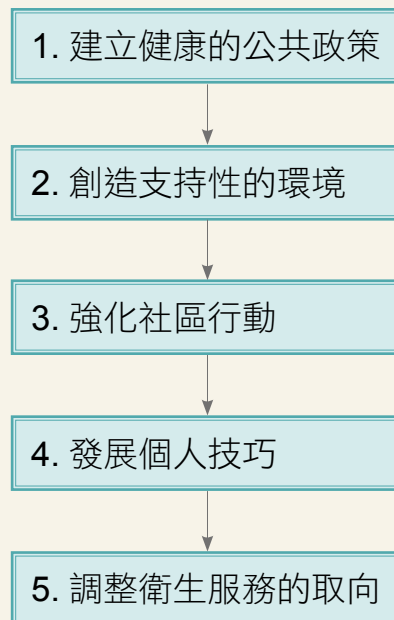 1. 建立健康的公共政策
2. 創造支持性的環境
3. 強化社區行動
4. 發展個人技巧
5. 調整衛生服務的取向